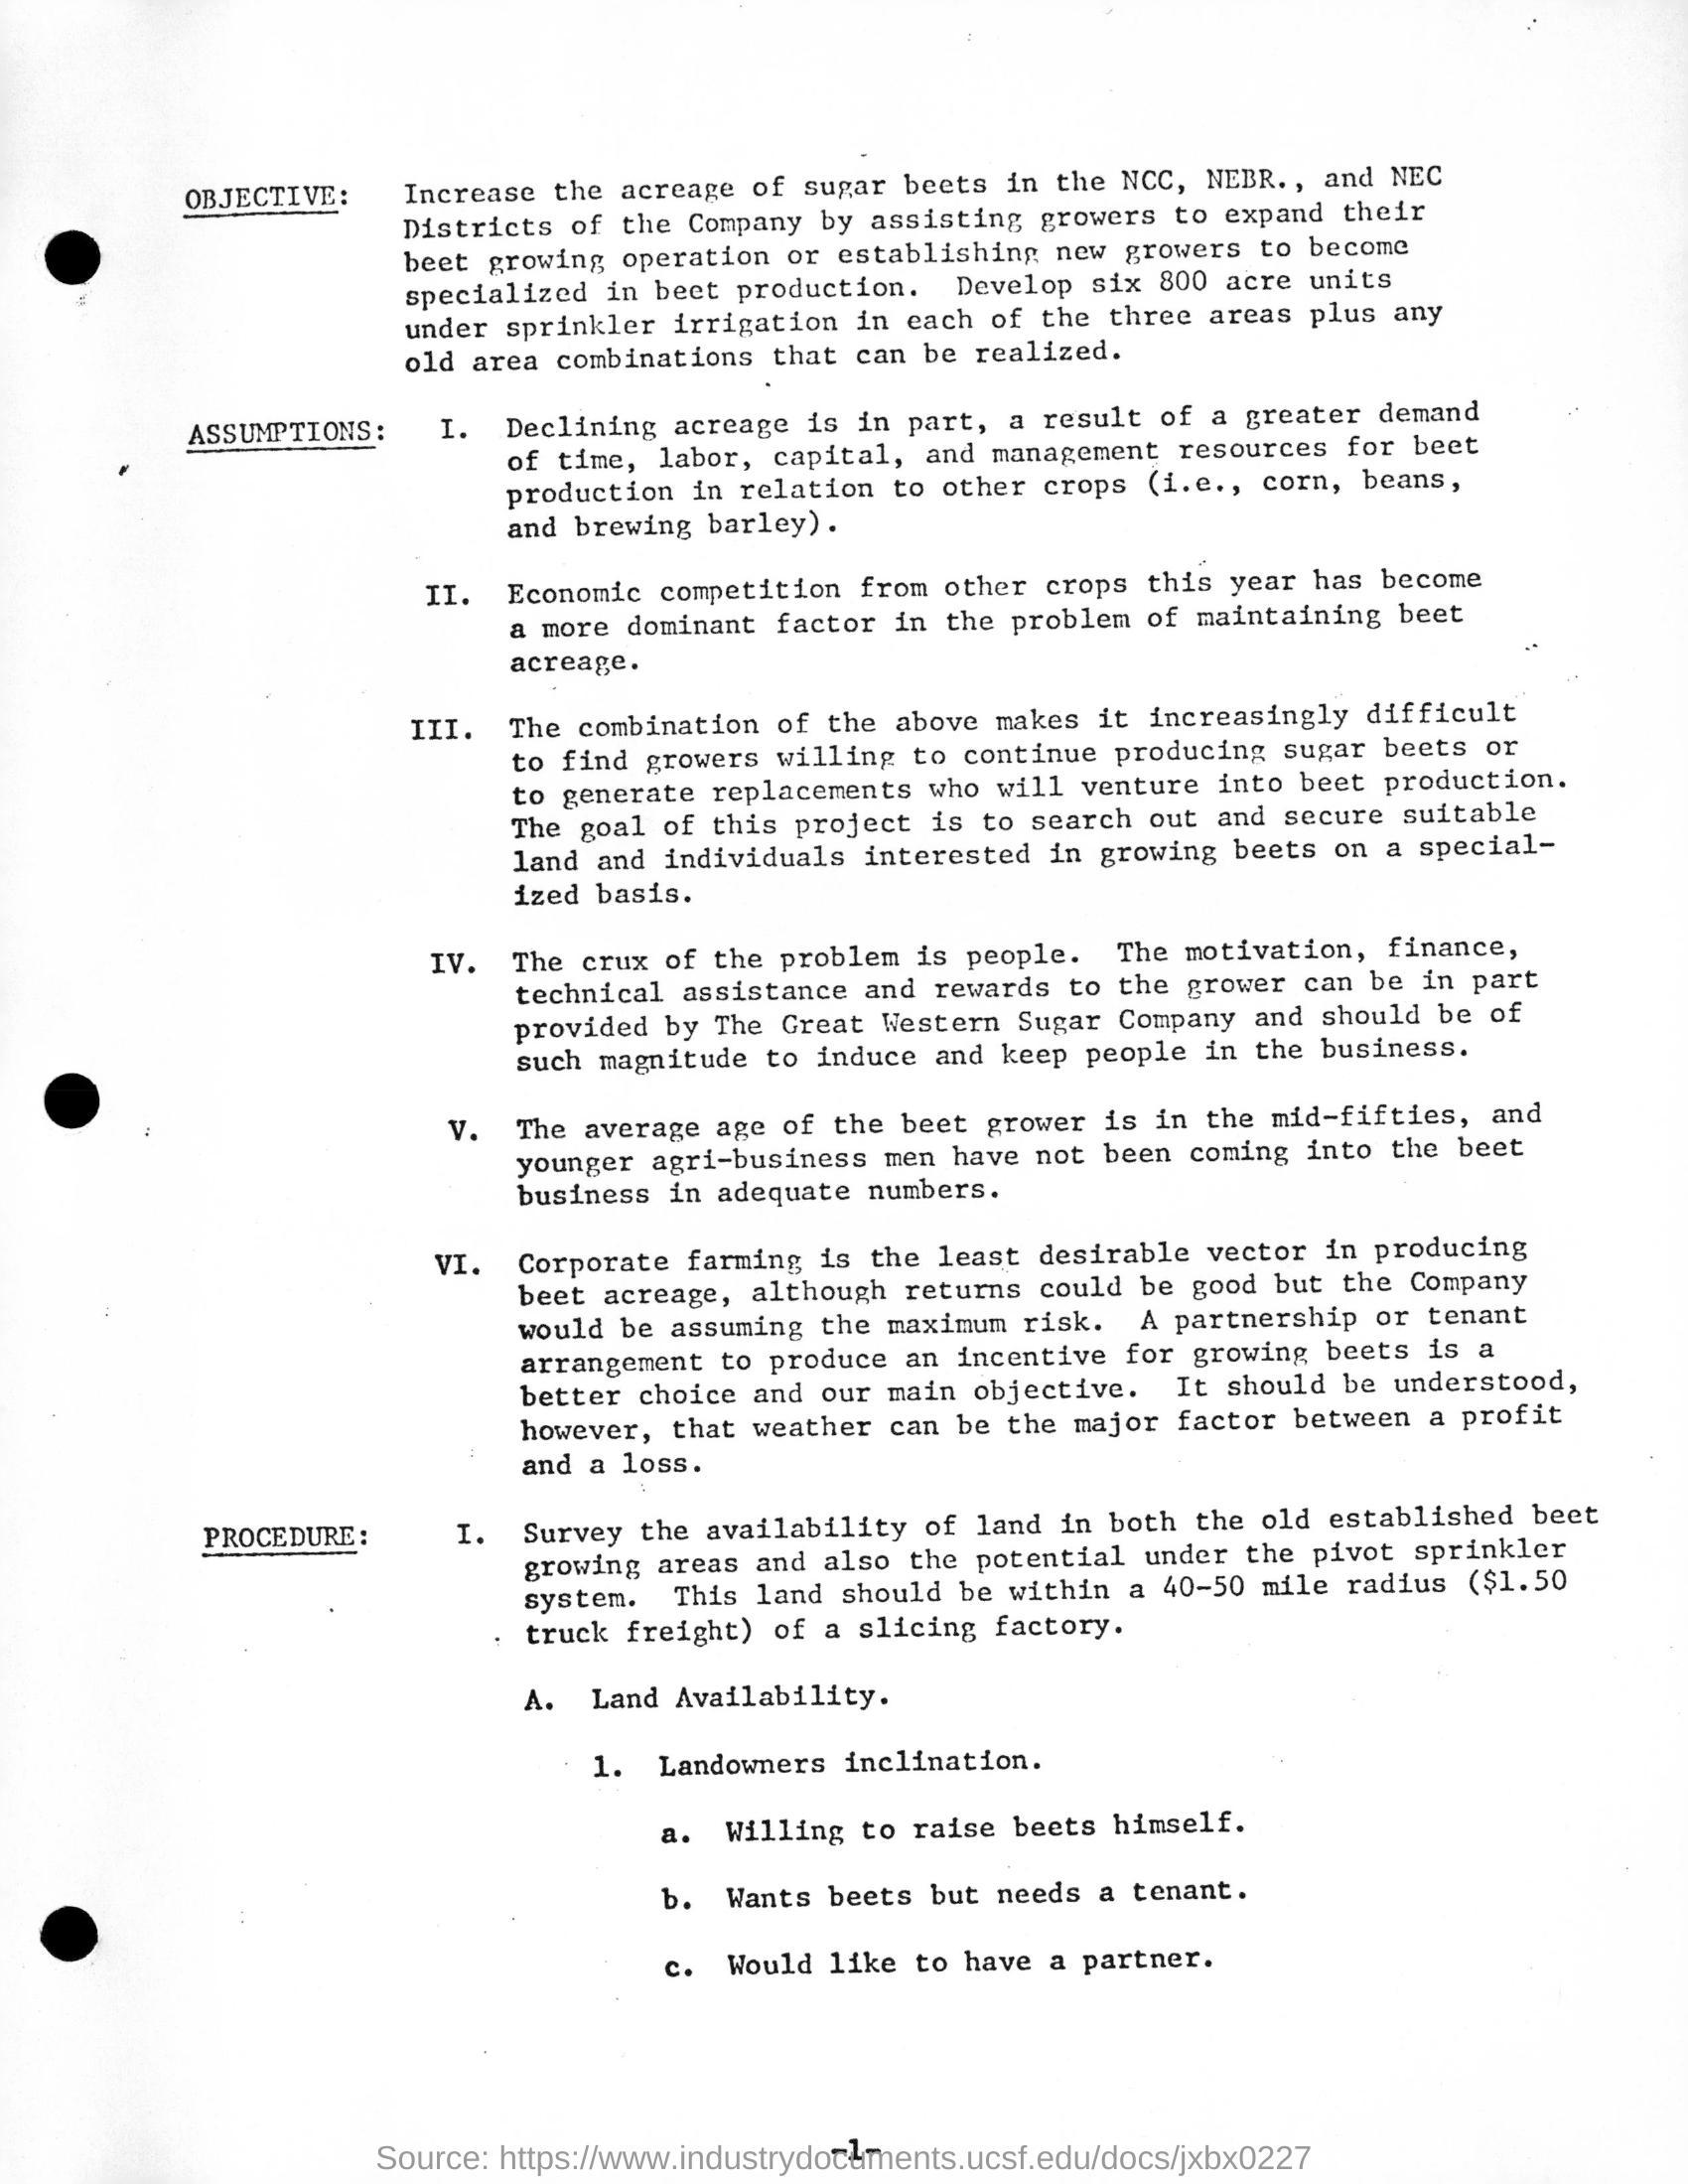 OBJECTIVE: Increase the acreage of sugar beets in the NCC, NEBR., and NEC
Districts of the Company by assisting growers to expand their
beet growing operation or establishing new growers to become
specialized in beet production. Develop six 800 acre units
under sprinkler irrigation in each of the three areas plus any
old area combinations that can be realized.
ASSUMPTIONS: I. Declining acreage is in part, a result of a greater demand
of time, labor, capital, and management resources for beet
production in relation to other crops (i.e., corn, beans,
and brewing barley).
II. Economic competition from other crops this year has become
a more dominant factor in the problem of maintaining beet
acreage.
III. The combination of the above makes it increasingly difficult
to find growers willing to continue producing sugar beets or
to generate replacements who will venture into beet production.
The goal of this project is to search out and secure suitable
land and individuals interested in growing beets on a special-
ized basis.
IV. The crux of the problem is people. The motivation, finance,
technical assistance and rewards to the grower can be in part
provided by The Great Western Sugar Company and should be of
such magnitude to induce and keep people in the business.
V. The average age of the beet grower is in the mid-fifties, and
younger agri-business men have not been coming into the beet
business in adequate numbers.
VI. Corporate farming is the least desirable vector in producing
beet acreage, although returns could be good but the Company
would be assuming the maximum risk. A partnership or tenant
arrangement to produce an incentive for growing beets is a
better choice and our main objective. It should be understood,
however, that weather can be the major factor between a profit
and a loss.
PROCEDURE: I. Survey the availability of land in both the old established beet
growing areas and also the potential under the pivot sprinkler
system. This land should be within a 40-50 mile radius ($1.50
truck freight) of a slicing factory.
A. Land Availability.
1. Landowners inclination.
a. Willing to raise beets himself.
b. Wants beets but needs a tenant.
c. Would like to have a partner.
-1-
Source: https://www.industrydocuments.ucsf.edu/docs/jxbx0227